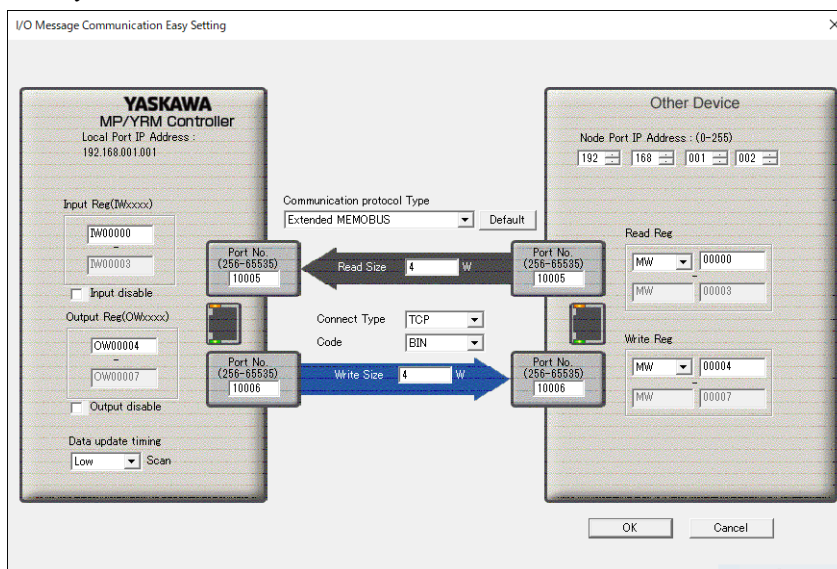 I/O Message Communication Easy Setting
YASKAWA
MP/YRM Controller
Local Port IP Address :
192.168.001.001
Input Reg(IWxxxx)
IW00000
-
IW00003
Input disable
Output Reg(OWxxxx)
OW00004
-
OW00007
Output disable
Data update timing
Low Scan
Port No.
(256-65535)
10005
Port No.
(256-65535)
10006
Communication protocol Type
Extended MEMOBUS Default
Read Size 4 W
Connect Type TCP
Code BIN
Write Size 4 W
Port No.
(256-65535)
10005
Port No.
(256-65535)
10006
Other Device
Node Port IP Address : (0-255)
192 168 001 002
Read Reg
MW 00000
-
MW 00003
Write Reg
MW 00004
-
MW 00007
OK Cancel